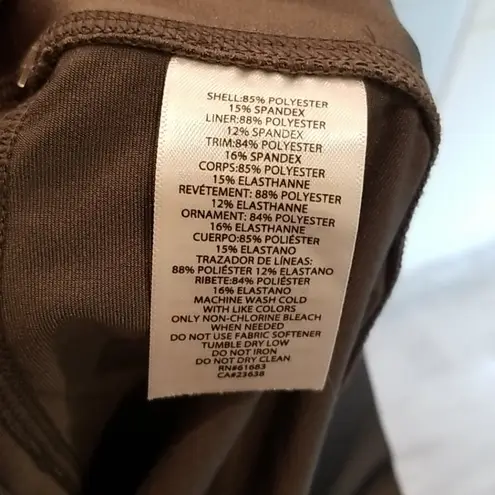 SHELL:85% POLYESTER
15% SPANDEX
LINER:88% POLYESTER
12% SPANDEX
TRIM:84% POLYESTER
16% SPANDEX
CORPS:85% POLYESTER
15% ELASTHANNE
REVÉTEMENT: 88% POLYESTER
12% ELASTHANNE
ORNAMENT: 84% POLYESTER
16% ELASTHANNE
CUERPO:85% POLIÉSTER
15% ELASTANO
TRAZADOR DE LÍNEAS:
88% POLIÉSTER 12% ELASTANO
RIBETE:84% POLIÉSTER
16% ELASTANO
MACHINE WASH COLD
WITH LIKE COLORS
ONLY NON-CHLORINE BLEACH
WHEN NEEDED
DO NOT USE FABRIC SOFTENER
TUMBLE DRY LOW
DO NOT IRON
DO NOT DRY CLEAN
RN#61683
CA#23638